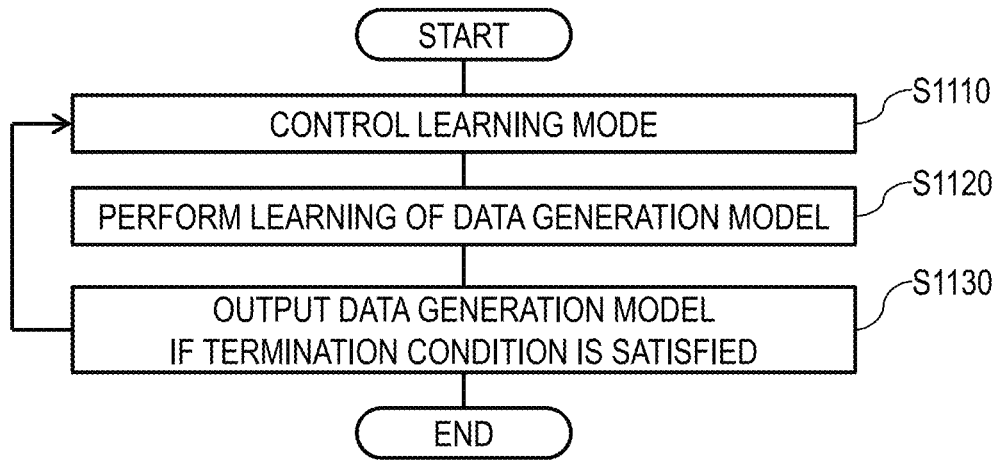 START
CONTROL LEARNING MODE
S1110
PERFORM LEARNING OF DATA GENERATION MODEL
S1120
OUTPUT DATA GENERATION MODEL
IF TERMINATION CONDITION IS SATISFIED
S1130
END